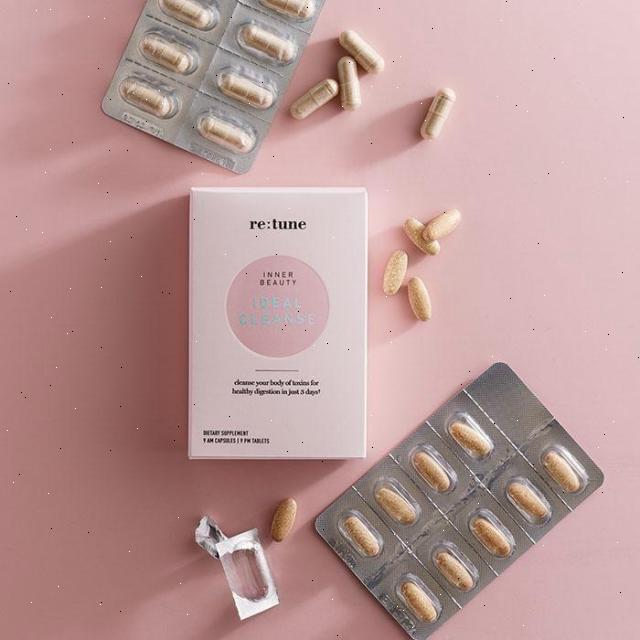 re:tune
INNER
BEAUTY
IDEAL
CLEANSE
cleanse your body of toxins for
healthy digestion in just 3 days†
DIETARY SUPPLEMENT
9 AM CAPSULES | 9 PM TABLETS